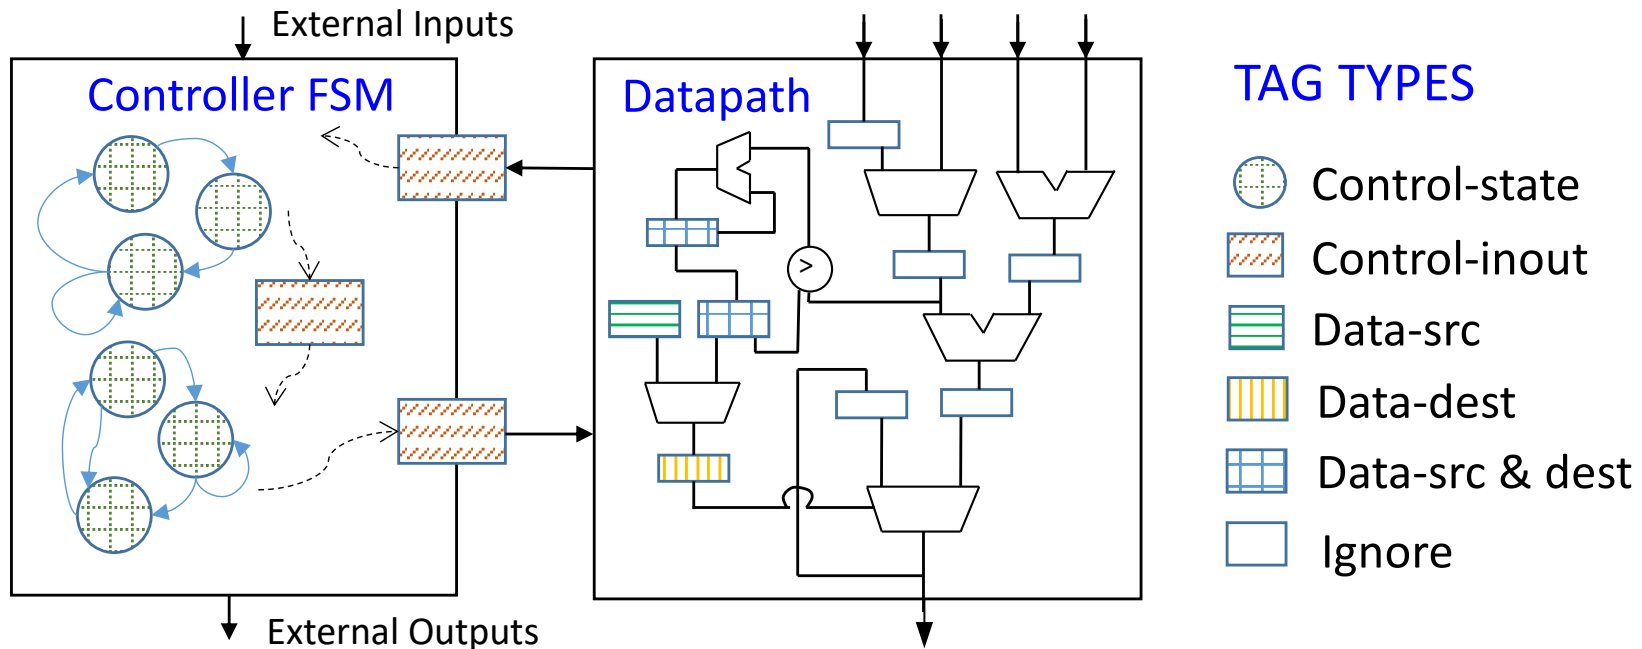 External Inputs
Controller FSM
Datapath
>
TAG TYPES
Control-state
Control-inout
Data-src
Data-dest
Data-src & dest
Ignore
External Outputs